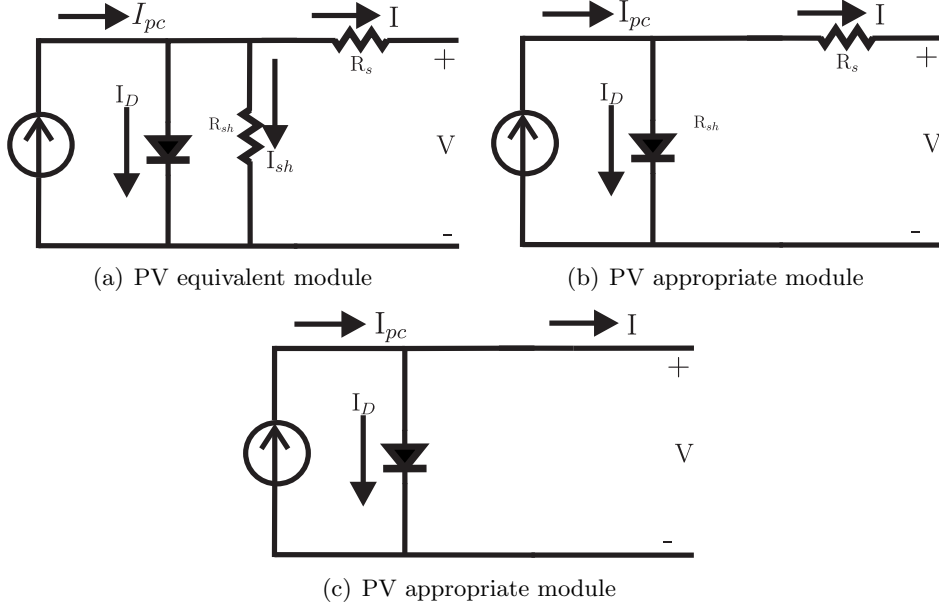 I_pc I
R_s
+
I_D
R_sh
I_sh
V
-
(a) PV equivalent module
I_pc I
R_s
+
I_D
R_sh
V
-
(b) PV appropriate module
I_pc I
+
I_D
V
-
(c) PV appropriate module